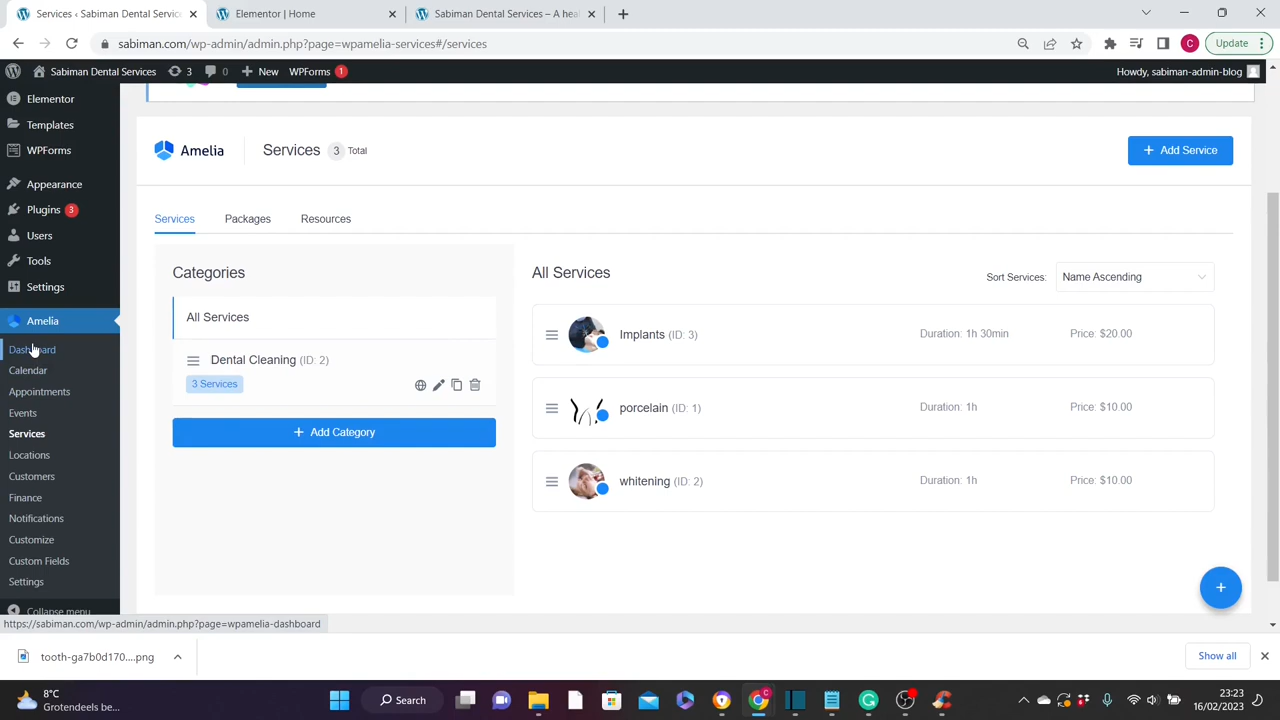 Services ‹ Sabiman Dental Service
Elementor | Home
Sabiman Dental Services – A hea
sabiman.com/wp-admin/admin.php?page=wpamelia-services#/services
C
Update
Sabiman Dental Services
3
0
New
WPForms
1
Howdy, sabiman-admin-blog
Elementor
Templates
WPForms
Appearance
Plugins 3
Users
Tools
Settings
Amelia
Dashboard
Calendar
Appointments
Events
Services
Locations
Customers
Finance
Notifications
Customize
Custom Fields
Settings
Collapse menu
Amelia
Services 3 Total
+ Add Service
Services
Packages
Resources
Categories
All Services
Dental Cleaning (ID: 2)
3 Services
+ Add Category
All Services
Sort Services:
Name Ascending
Implants (ID: 3)
Duration: 1h 30min
Price: $20.00
porcelain (ID: 1)
Duration: 1h
Price: $10.00
whitening (ID: 2)
Duration: 1h
Price: $10.00
https://sabiman.com/wp-admin/admin.php?page=wpamelia-dashboard
tooth-ga7b0d170....png
Show all
8°C
Grotendeels be...
Search
23:23
16/02/2023